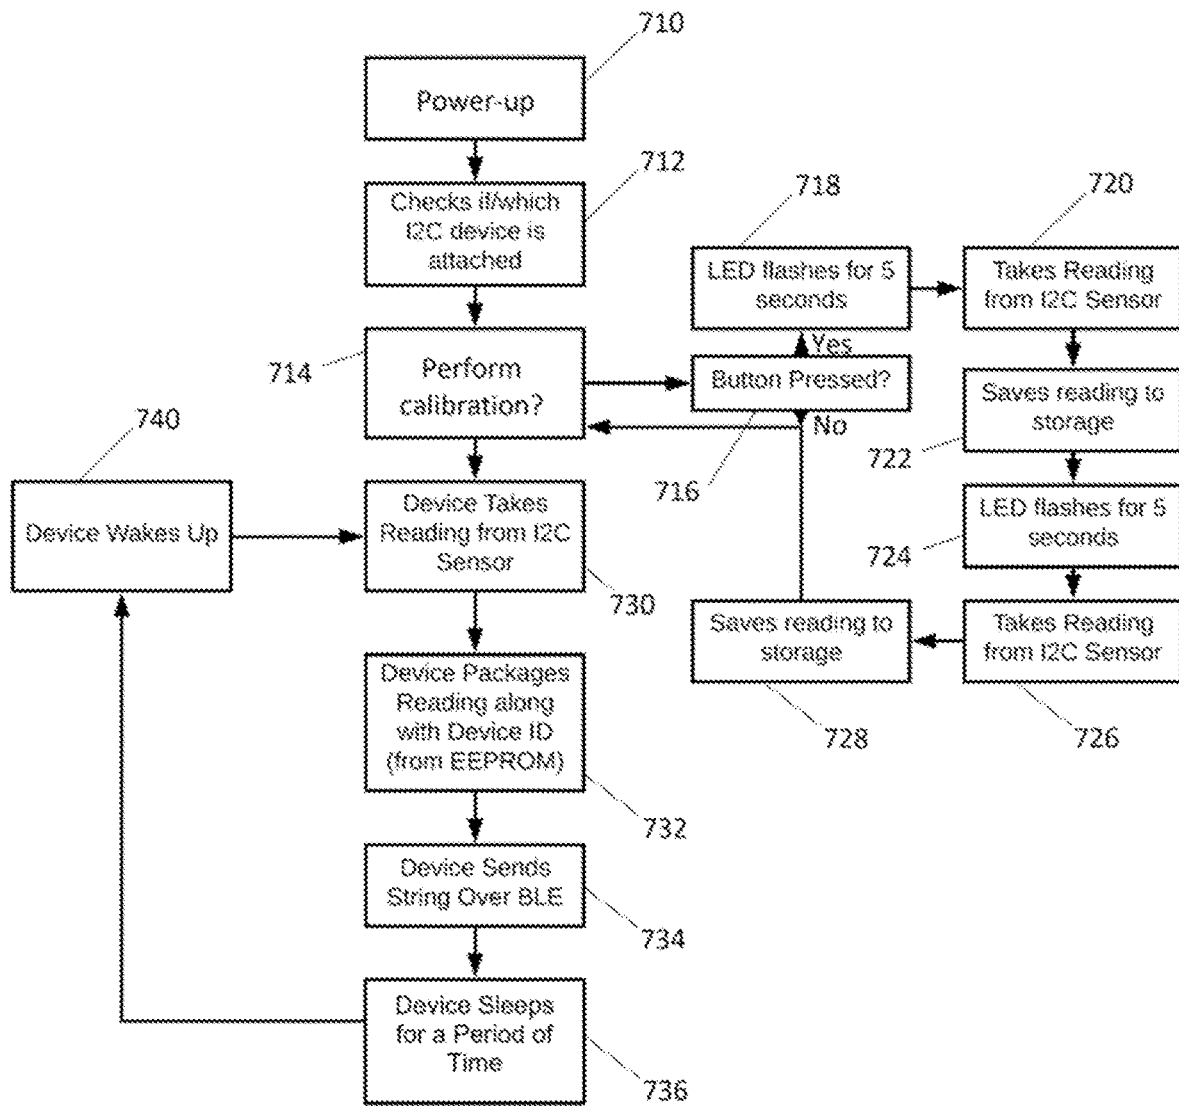 710
Power-up
712
Checks if/which
I2C device is
attached
718
LED flashes for 5
seconds
720
Takes Reading
from I2C Sensor
714
Perform
calibration?
Yes
Button Pressed?
No
716
Saves reading to
storage
722
LED flashes for 5
seconds
724
Takes Reading
from I2C Sensor
726
Saves reading to
storage
728
740
Device Wakes Up
Device Takes
Reading from I2C
Sensor
730
Device Packages
Reading along
with Device ID
(from EEPROM)
732
Device Sends
String Over BLE
734
Device Sleeps
for a Period of
Time
736